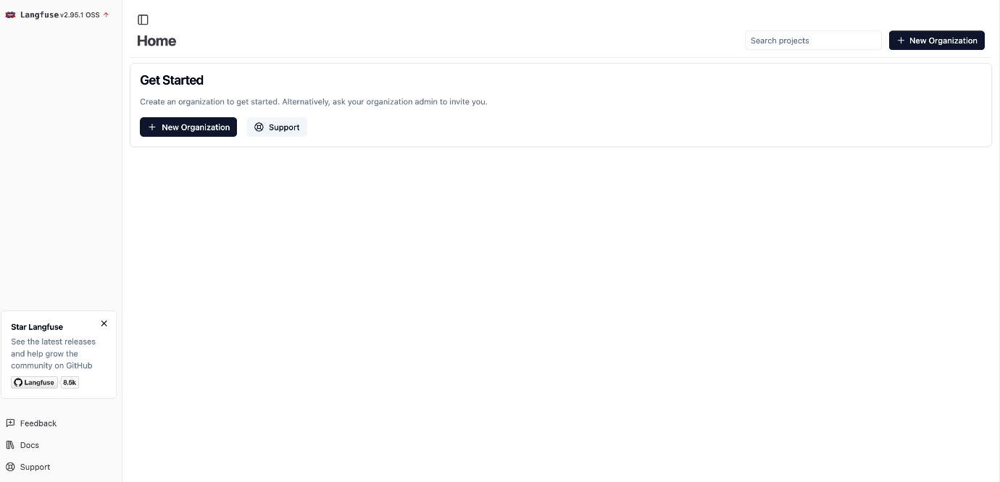 Langfuse v2.95.1 OSS ↑
Home
Search projects
+ New Organization
Get Started
Create an organization to get started. Alternatively, ask your organization admin to invite you.
+ New Organization
Support
Star Langfuse
See the latest releases
and help grow the
community on GitHub
Langfuse 8.5k
Feedback
Docs
Support